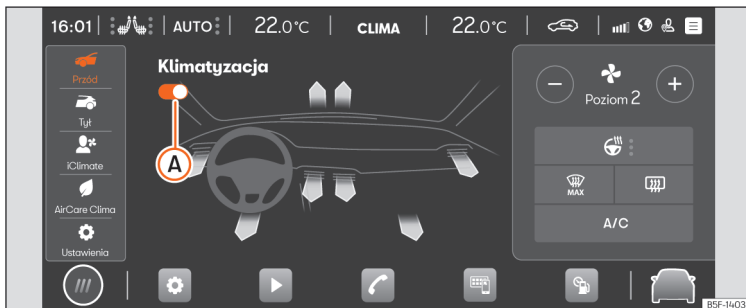 16:01 AUTO 22.0°C CLIMA 22.0°C
Klimatyzacja
Przód
Tył
iClimate
AirCare Clima
Ustawienia
A
Poziom 2
MAX
A/C
B5F-1403